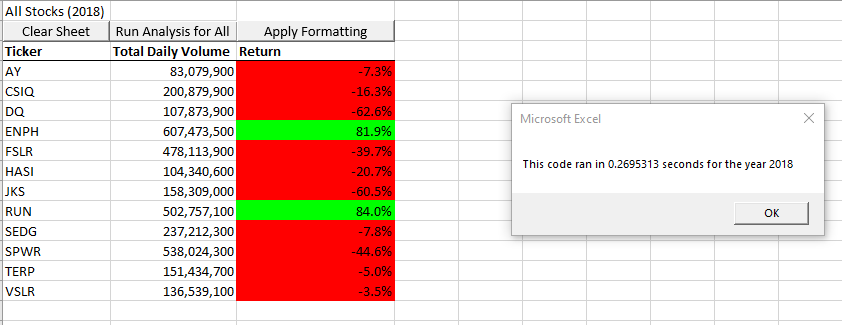 All Stocks (2018)
Clear Sheet Run Analysis for All Apply Formatting
Ticker Total Daily Volume Return
AY 83,079,900 -7.3%
CSIQ 200,879,900 -16.3%
DQ 107,873,900 -62.6%
ENPH 607,473,500 81.9%
FSLR 478,113,900 -39.7%
HASI 104,340,600 -20.7%
JKS 158,309,000 -60.5%
RUN 502,757,100 84.0%
SEDG 237,212,300 -7.8%
SPWR 538,024,300 -44.6%
TERP 151,434,700 -5.0%
VSLR 136,539,100 -3.5%
Microsoft Excel
This code ran in 0.2695313 seconds for the year 2018
OK